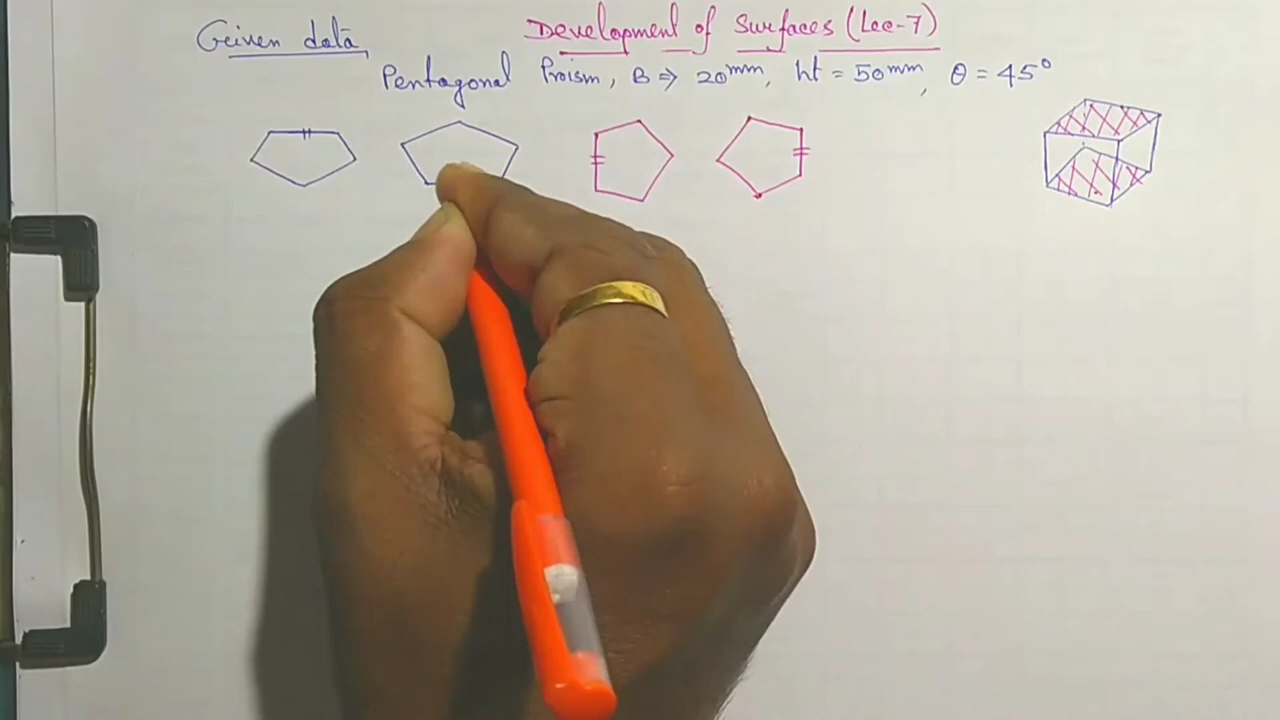 Development of Surfaces (Lec-7)
Given data
Pentagonal Prism, B ⇒ 20mm, ht = 50mm, θ = 45°